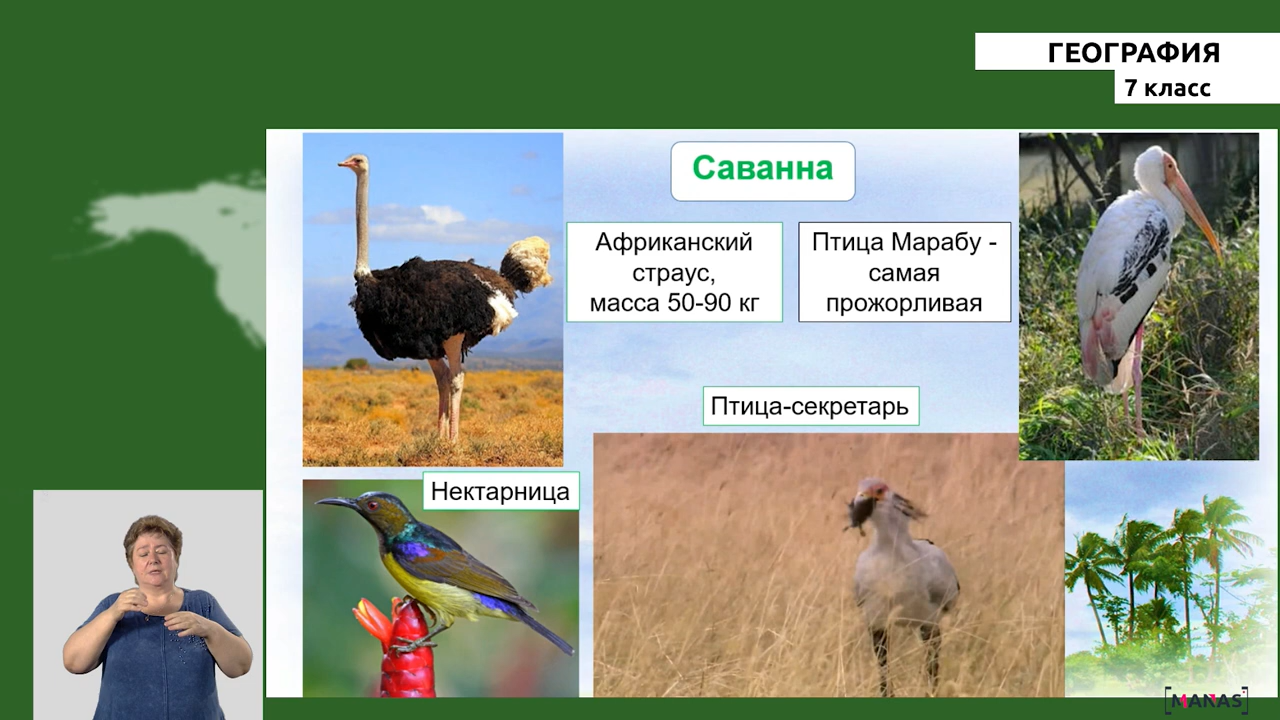 ГЕОГРАФИЯ
7 класс
Саванна
Африканский
страус,
масса 50-90 кг
Птица Марабу -
самая
прожорливая
Птица-секретарь
Нектарница
MANAS